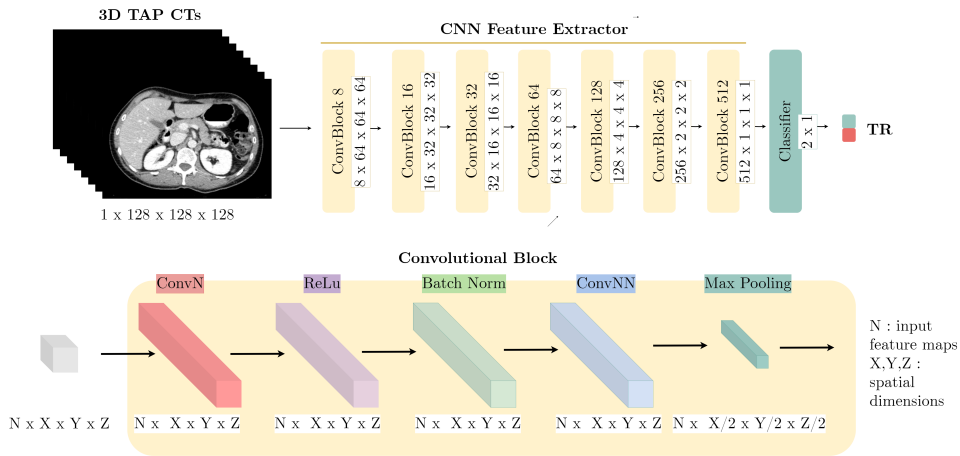 3D TAP CTs
CNN Feature Extractor
ConvBlock 8
8 x 64 x 64 x 64
ConvBlock 16
16 x 32 x 32 x 32
ConvBlock 32
32 x 16 x 16 x 16
ConvBlock 64
64 x 8 x 8 x 8
ConvBlock 128
128 x 4 x 4 x 4
ConvBlock 256
256 x 2 x 2 x 2
ConvBlock 512
512 x 1 x 1 x 1
Classifier
2 x 1
TR
1 x 128 x 128 x 128
Convolutional Block
ConvN
ReLu
Batch Norm
ConvNN
Max Pooling
N : input
feature maps
X,Y,Z :
spatial
dimensions
N x X x Y x Z
N x X x Y x Z
N x X x Y x Z
N x X x Y x Z
N x X x Y x Z
N x X/2 x Y/2 x Z/2